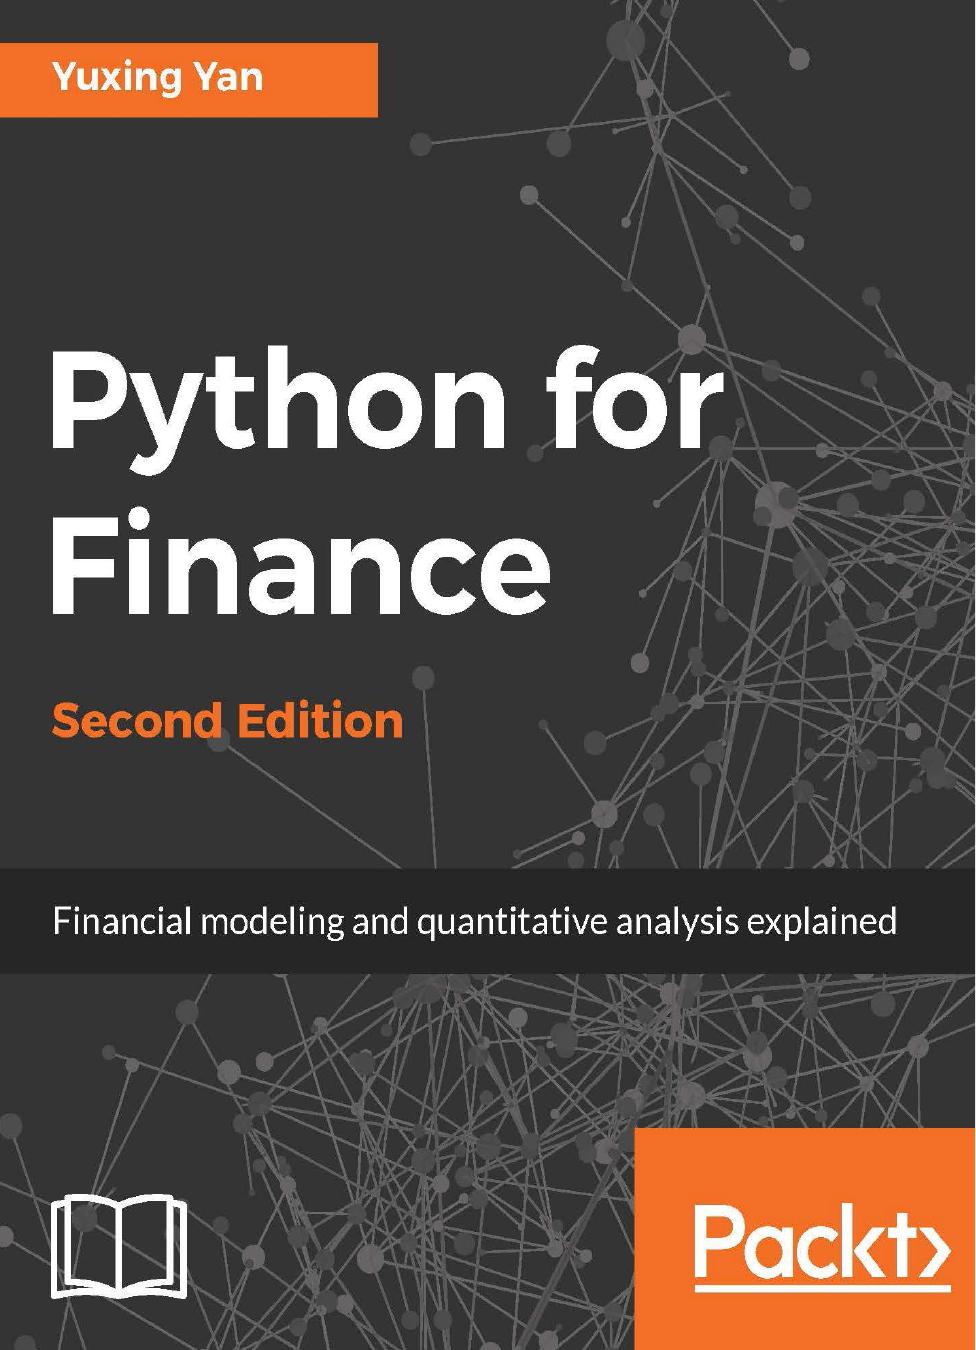 Yuxing Yan
Python for
Finance
Second Edition
Financial modeling and quantitative analysis explained
Packt>